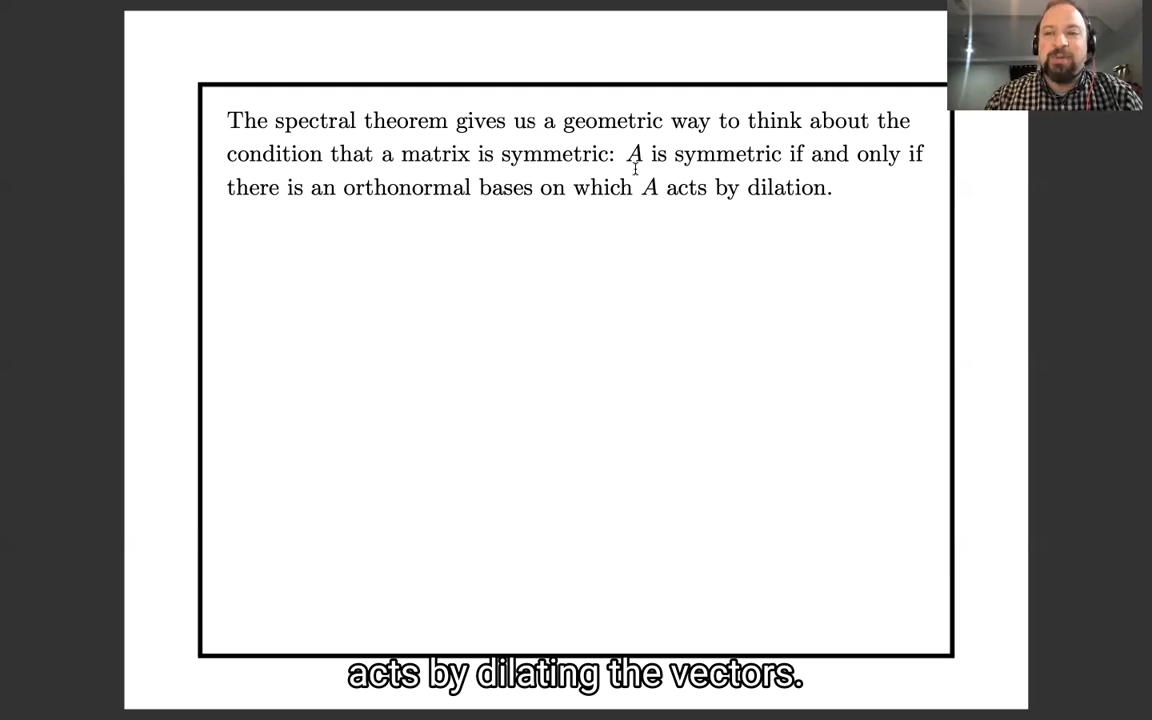 The spectral theorem gives us a geometric way to think about the
condition that a matrix is symmetric: A is symmetric if and only if
there is an orthonormal bases on which A acts by dilation.
acts by dilating the vectors.